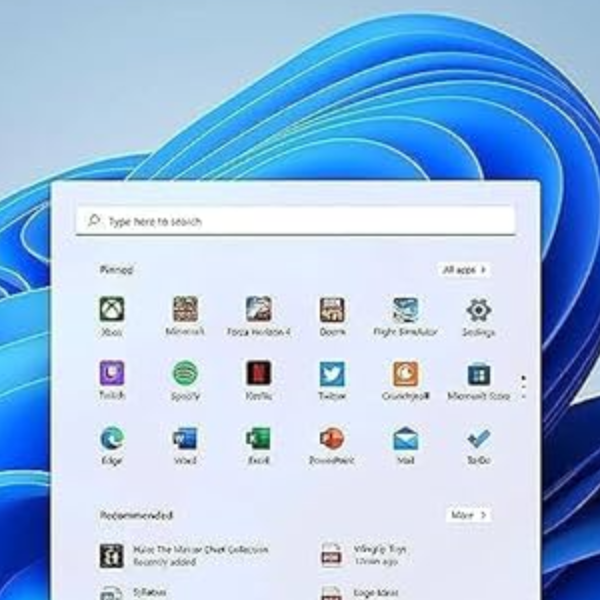 Type here to search
Pinned
All apps >
Xbox
Minecraft
Forza Horizon 4
Doom
Flight Simulator
Settings
Twitch
Spotify
Netflix
Twitter
Crunchyroll
Microsoft Store
Edge
Word
Excel
PowerPoint
Mail
To Do
Recommended
More >
Halo: The Master Chief Collection
Recently added
Wingtip Toys
12min ago
Syllabus
Logo Ideas